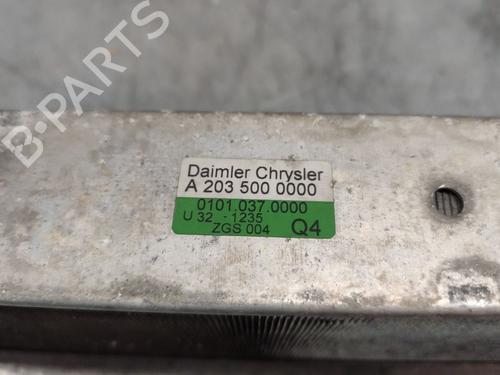 B-PARTS
Daimler Chrysler
A 203 500 0000
0101.037.0000
U 32 - 1235
ZGS 004 Q4